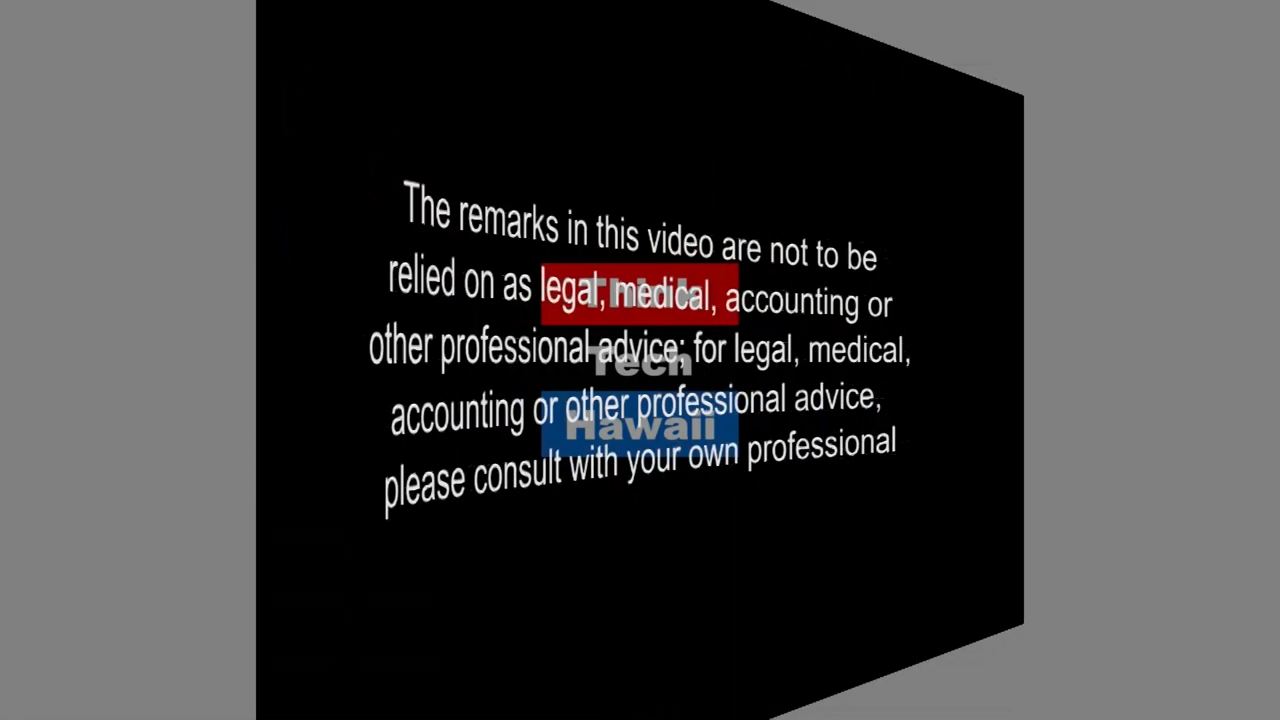 The remarks in this video are not to be
relied on as legal, medical, accounting or
other professional advice; for legal, medical,
accounting or other professional advice,
please consult with your own professional
Think
Tech
Hawaii